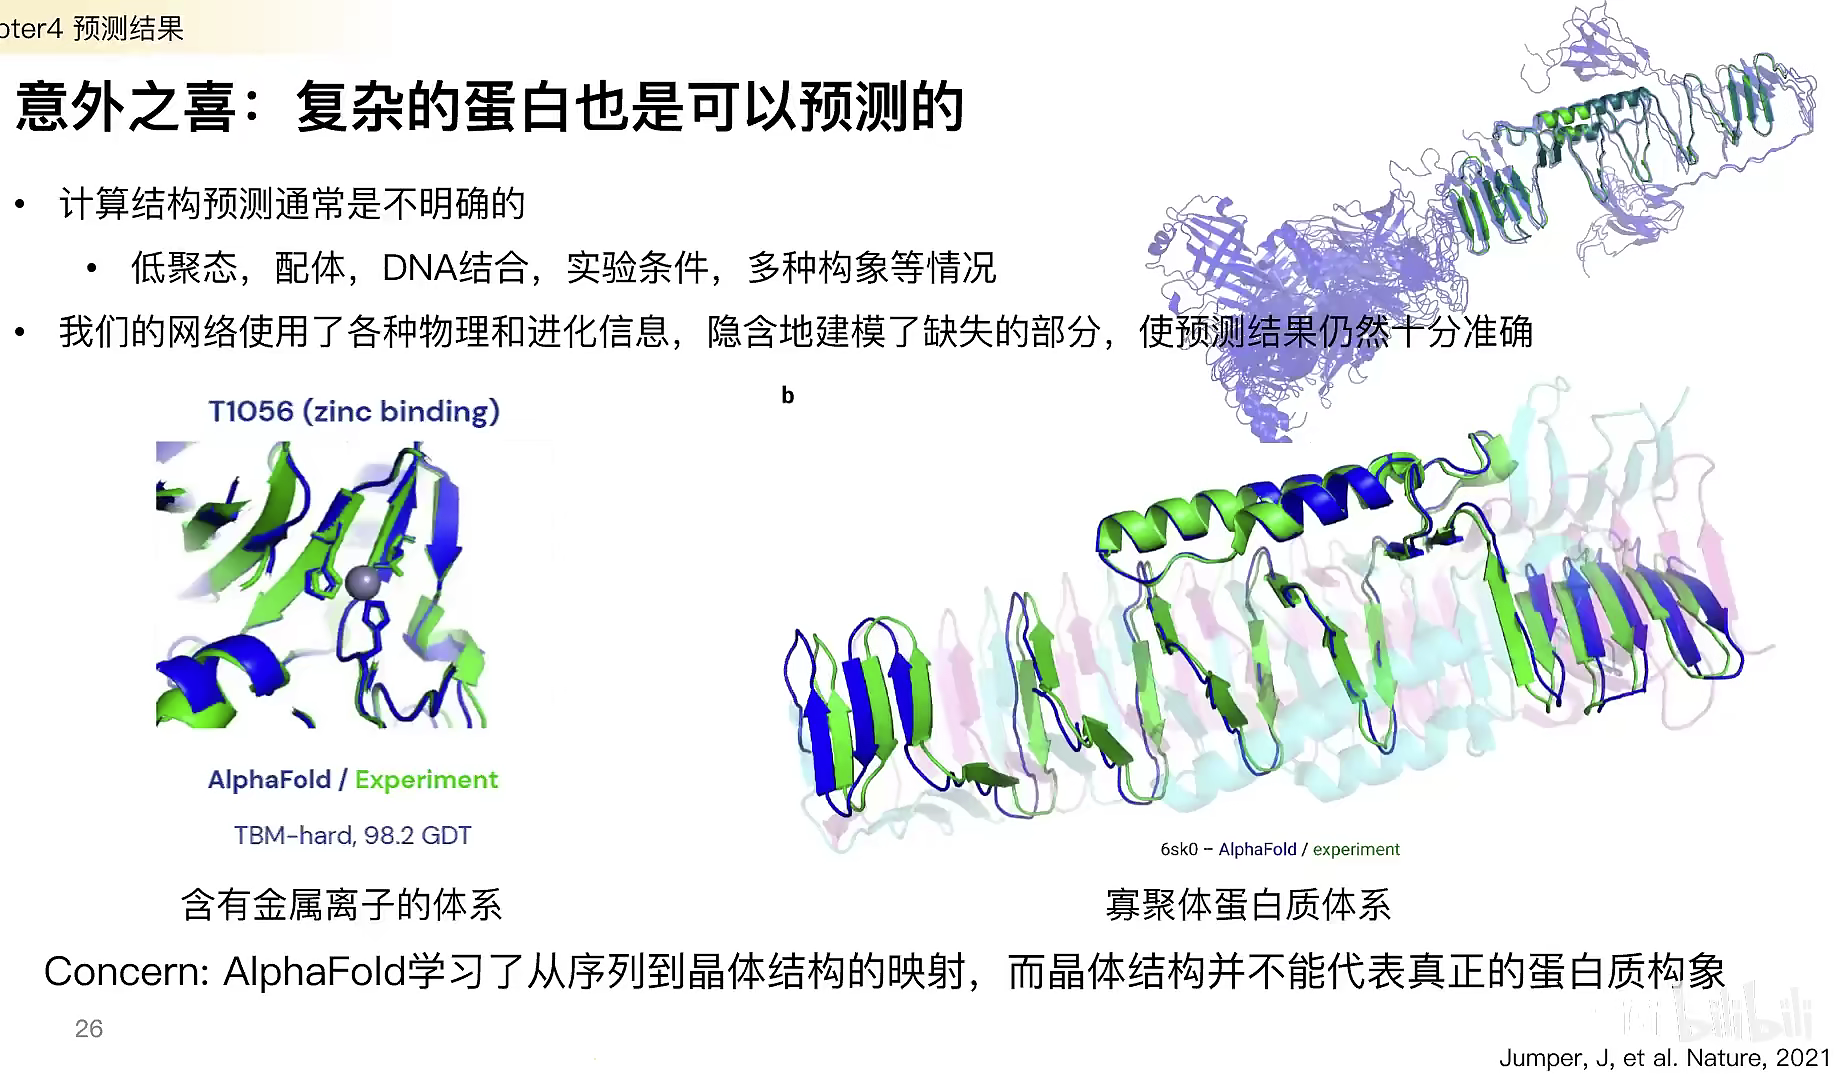 pter4 预测结果
意外之喜：复杂的蛋白也是可以预测的
• 计算结构预测通常是不明确的
• 低聚态，配体，DNA结合，实验条件，多种构象等情况
• 我们的网络使用了各种物理和进化信息，隐含地建模了缺失的部分，使预测结果仍然十分准确
T1056 (zinc binding)
AlphaFold / Experiment
TBM-hard, 98.2 GDT
含有金属离子的体系
b
6sk0 – AlphaFold / experiment
寡聚体蛋白质体系
Concern: AlphaFold学习了从序列到晶体结构的映射，而晶体结构并不能代表真正的蛋白质构象
26
bilibili
Jumper, J, et al. Nature, 2021